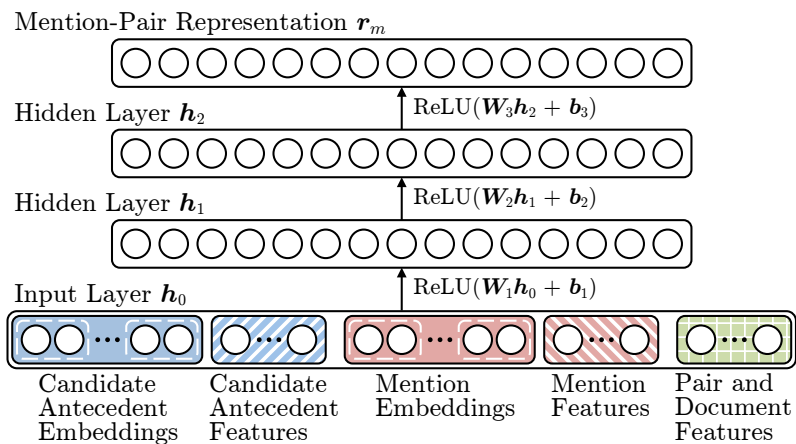 Mention-Pair Representation r_m
ReLU(W_3h_2 + b_3)
Hidden Layer h_2
ReLU(W_2h_1 + b_2)
Hidden Layer h_1
ReLU(W_1h_0 + b_1)
Input Layer h_0
Candidate
Antecedent
Embeddings
Candidate
Antecedent
Features
Mention
Embeddings
Mention
Features
Pair and
Document
Features